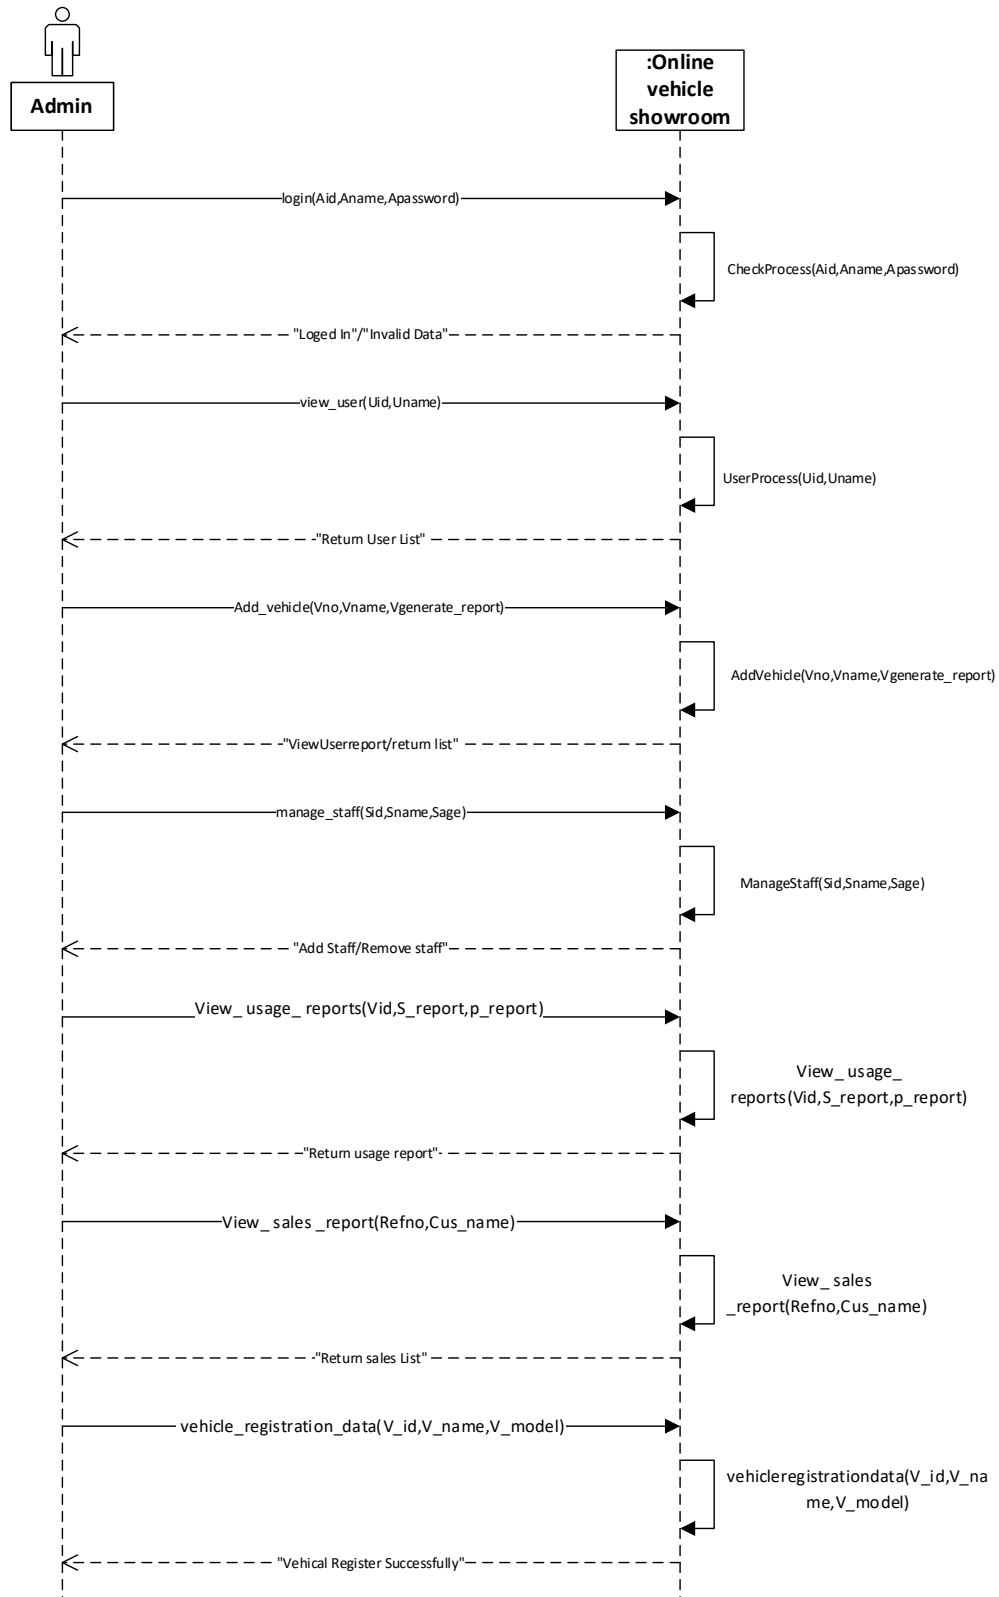 Admin
:Online
vehicle
showroom
login(Aid,Aname,Apassword)
CheckProcess(Aid,Aname,Apassword)
"Loged In"/"Invalid Data"
view_user(Uid,Uname)
UserProcess(Uid,Uname)
"Return User List"
Add_vehicle(Vno,Vname,Vgenerate_report)
AddVehicle(Vno,Vname,Vgenerate_report)
"ViewUserreport/return list"
manage_staff(Sid,Sname,Sage)
ManageStaff(Sid,Sname,Sage)
"Add Staff/Remove staff"
View_ usage_ reports(Vid,S_report,p_report)
View_ usage_
reports(Vid,S_report,p_report)
"Return usage report"
View_ sales _report(Refno,Cus_name)
View_ sales
_report(Refno,Cus_name)
"Return sales List"
vehicle_registration_data(V_id,V_name,V_model)
vehicleregistrationdata(V_id,V_na
me,V_model)
"Vehical Register Successfully"